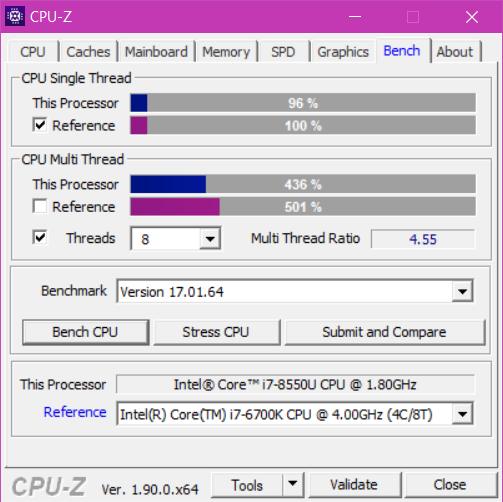 CPU-Z
CPU Caches Mainboard Memory SPD Graphics Bench About
CPU Single Thread
This Processor 96 %
Reference 100 %
CPU Multi Thread
This Processor 436 %
Reference 501 %
Threads 8 Multi Thread Ratio 4.55
Benchmark Version 17.01.64
Bench CPU Stress CPU Submit and Compare
This Processor Intel® Core™ i7-8550U CPU @ 1.80GHz
Reference Intel(R) Core(TM) i7-6700K CPU @ 4.00GHz (4C/8T)
CPU-Z Ver. 1.90.0.x64 Tools Validate Close